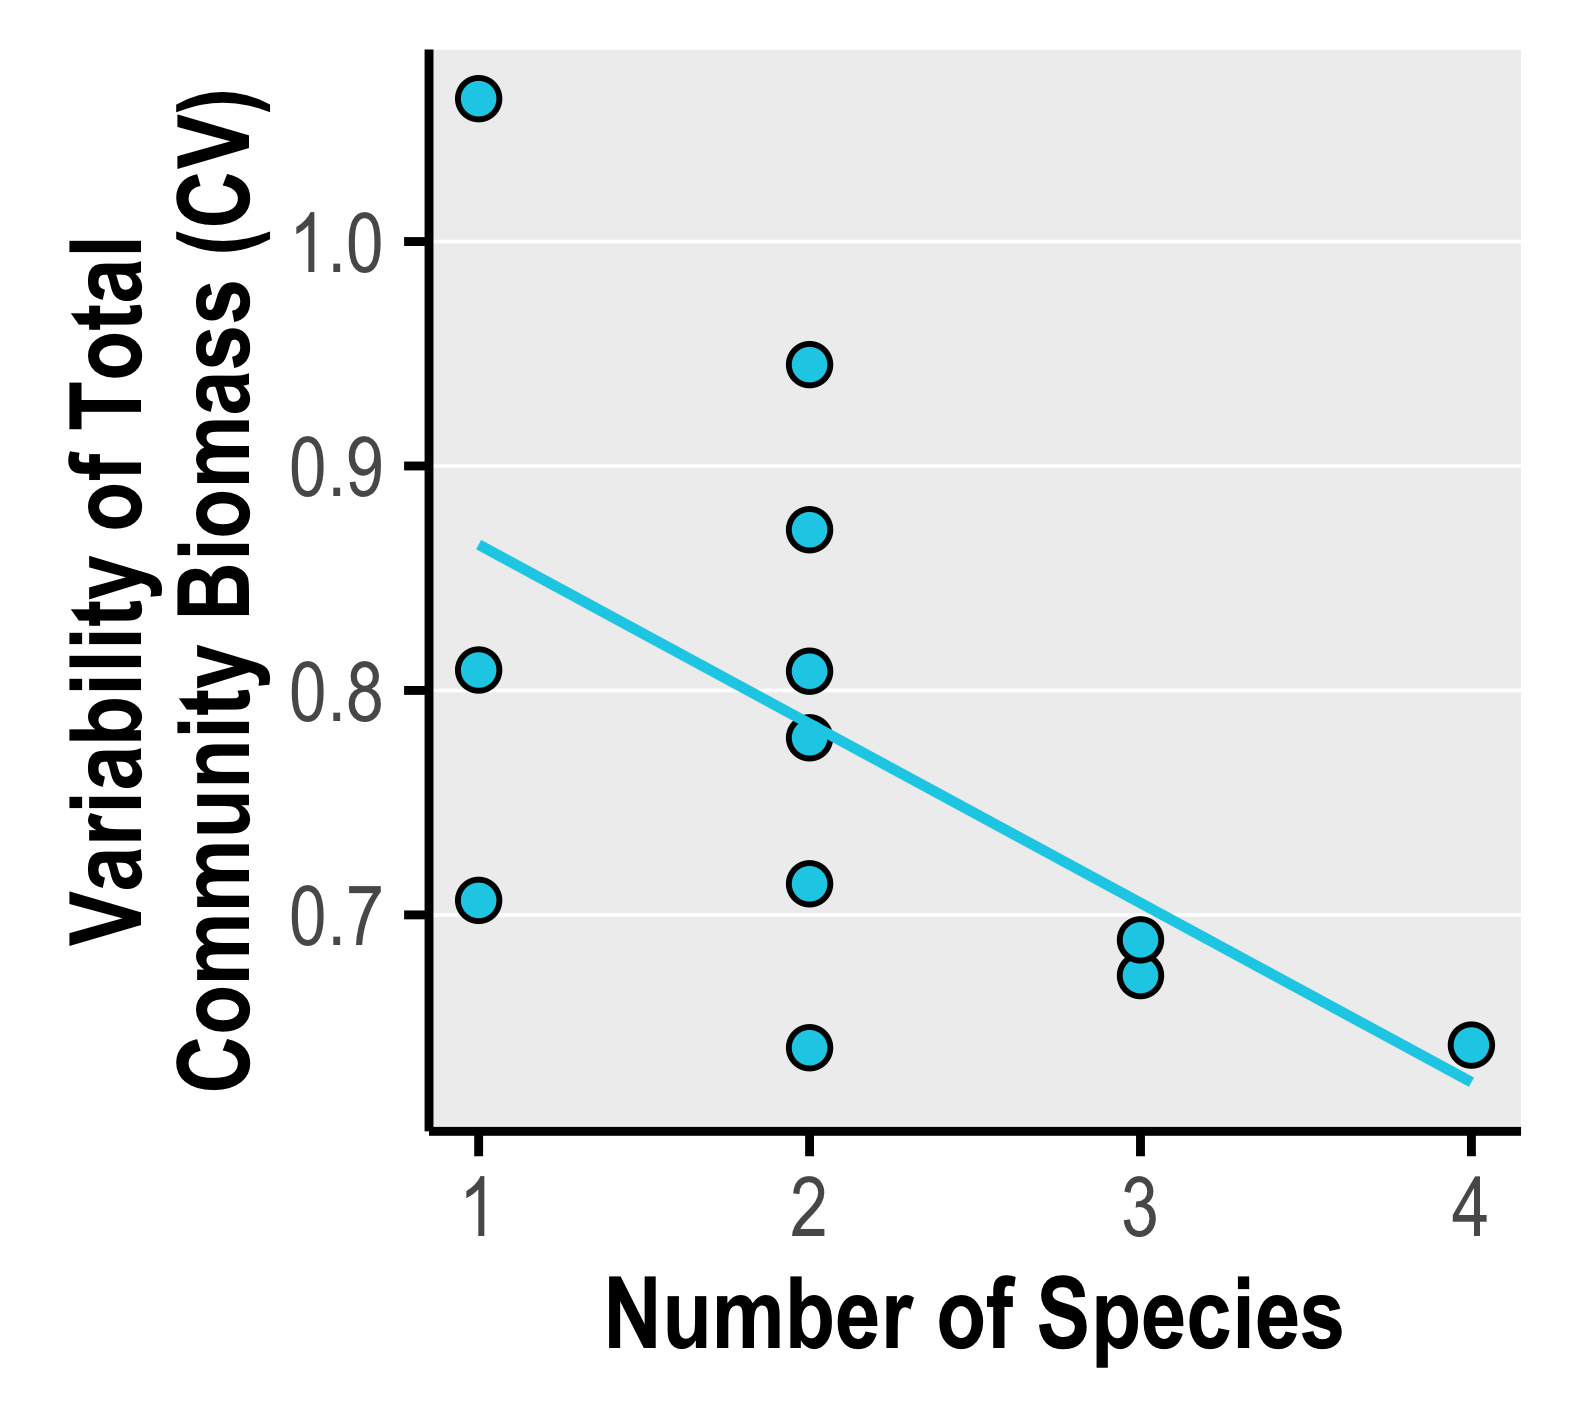 Variability of Total
Community Biomass (CV)
1.0
0.9
0.8
0.7
1 2 3 4
Number of Species